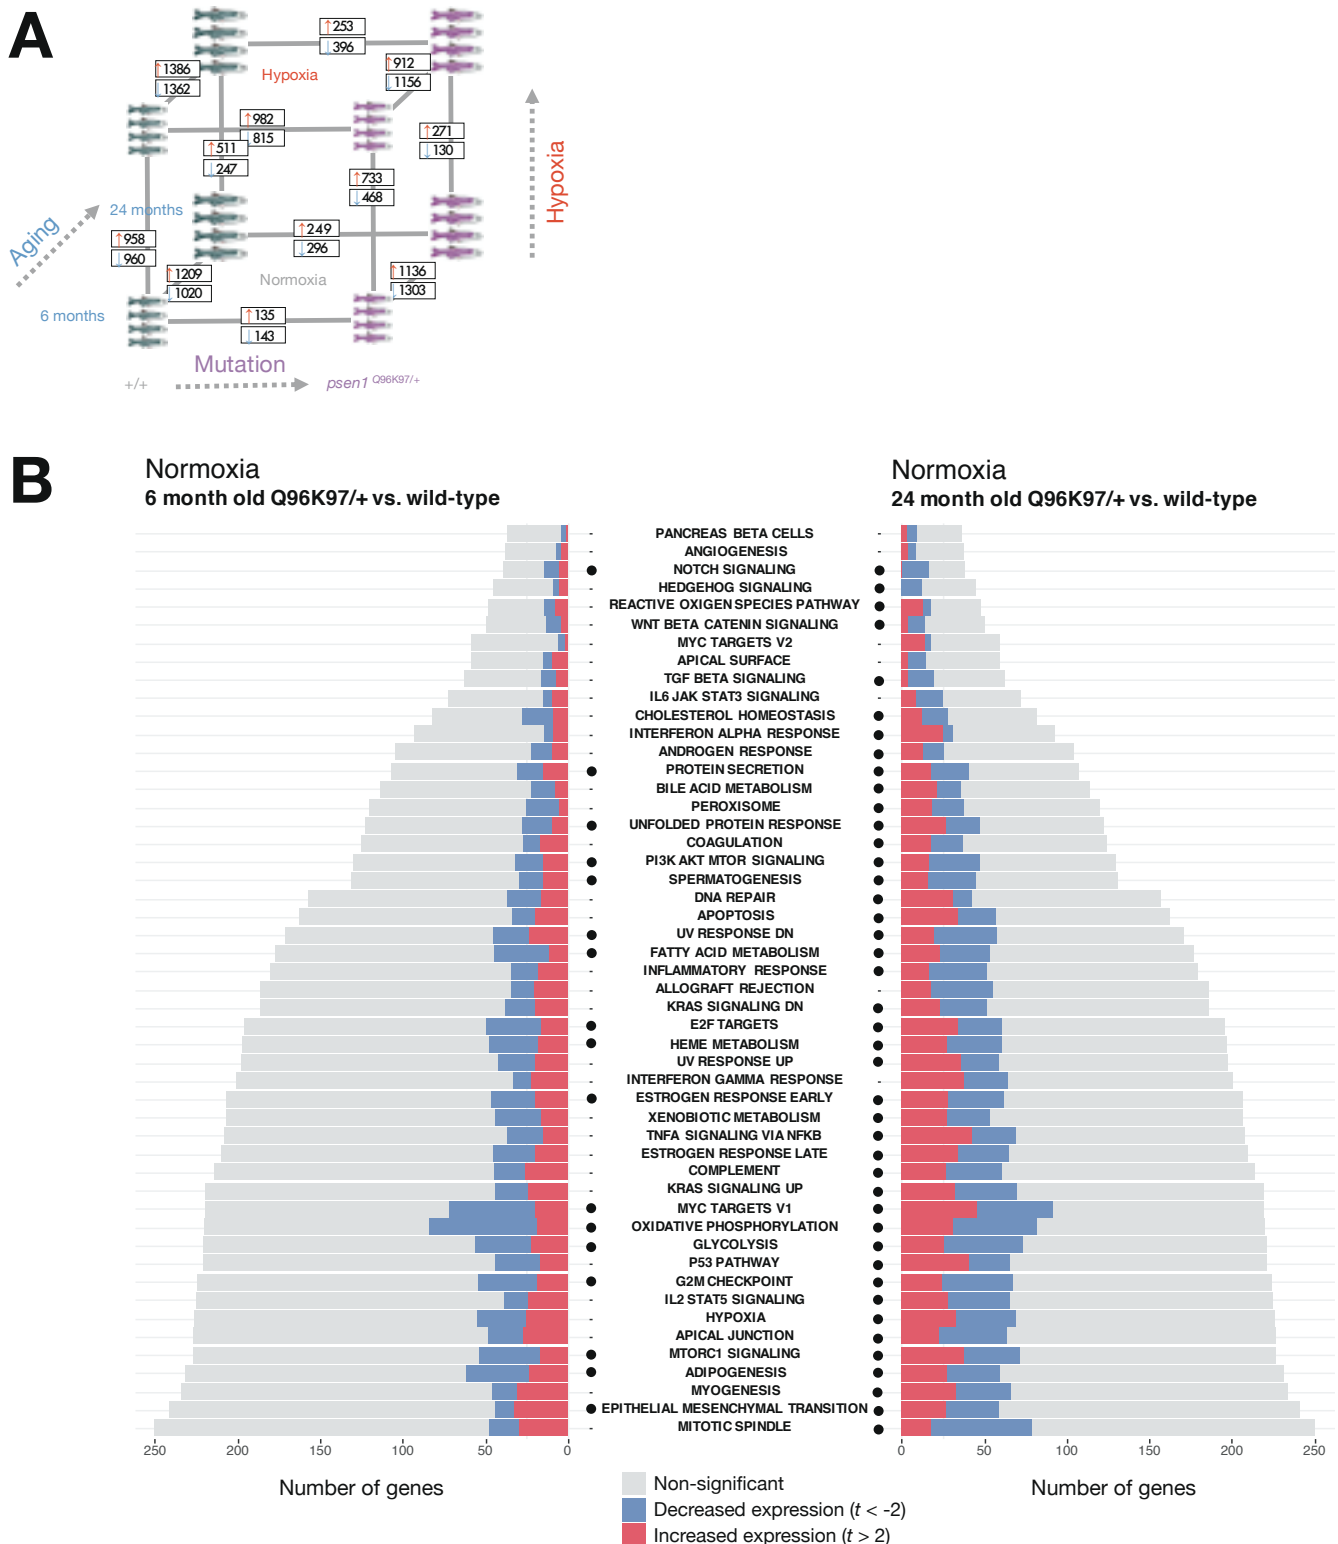 A
↑253
↓396
↑1386
↓1362
Hypoxia
↑912
↓1156
↑982
↓815
↑511
↓247
↑271
↓130
↑733
↓468
Hypoxia
Aging
24 months
↑958
↓960
↑249
↓296
↑1209
↓1020
Normoxia
↑1136
↓1303
6 months
↑135
↓143
Mutation
+/+
psen1 Q96K97/+
B
Normoxia
6 month old Q96K97/+ vs. wild-type
Normoxia
24 month old Q96K97/+ vs. wild-type
- PANCREAS BETA CELLS -
- ANGIOGENESIS -
● NOTCH SIGNALING ●
- HEDGEHOG SIGNALING ●
- REACTIVE OXIGEN SPECIES PATHWAY ●
- WNT BETA CATENIN SIGNALING ●
- MYC TARGETS V2 -
- APICAL SURFACE -
- TGF BETA SIGNALING ●
- IL6 JAK STAT3 SIGNALING -
- CHOLESTEROL HOMEOSTASIS ●
- INTERFERON ALPHA RESPONSE ●
- ANDROGEN RESPONSE ●
● PROTEIN SECRETION ●
- BILE ACID METABOLISM ●
- PEROXISOME ●
● UNFOLDED PROTEIN RESPONSE ●
- COAGULATION ●
● PI3K AKT MTOR SIGNALING ●
● SPERMATOGENESIS ●
- DNA REPAIR ●
- APOPTOSIS ●
● UV RESPONSE DN ●
● FATTY ACID METABOLISM ●
- INFLAMMATORY RESPONSE ●
- ALLOGRAFT REJECTION -
- KRAS SIGNALING DN ●
● E2F TARGETS ●
● HEME METABOLISM ●
- UV RESPONSE UP ●
- INTERFERON GAMMA RESPONSE -
● ESTROGEN RESPONSE EARLY ●
- XENOBIOTIC METABOLISM ●
- TNFA SIGNALING VIA NFKB ●
- ESTROGEN RESPONSE LATE ●
- COMPLEMENT ●
- KRAS SIGNALING UP ●
● MYC TARGETS V1 ●
● OXIDATIVE PHOSPHORYLATION ●
● GLYCOLYSIS ●
- P53 PATHWAY ●
● G2M CHECKPOINT ●
- IL2 STAT5 SIGNALING ●
- HYPOXIA ●
- APICAL JUNCTION ●
● MTORC1 SIGNALING ●
● ADIPOGENESIS ●
- MYOGENESIS ●
● EPITHELIAL MESENCHYMAL TRANSITION ●
- MITOTIC SPINDLE ●
250 200 150 100 50 0
0 50 100 150 200 250
Number of genes
Number of genes
Non-significant
Decreased expression (t < -2)
Increased expression (t > 2)